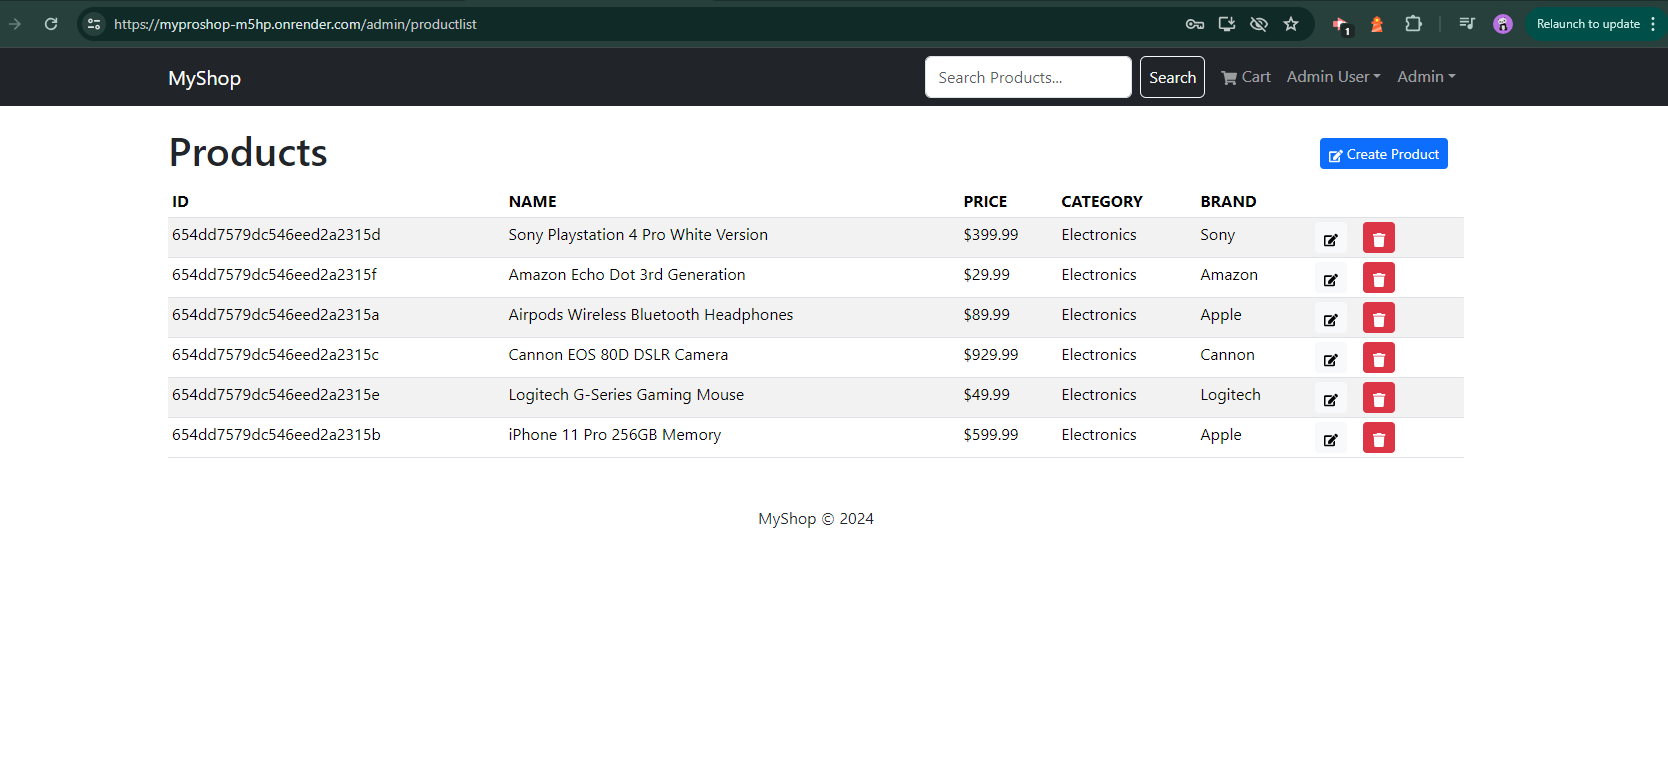 https://myproshop-m5hp.onrender.com/admin/productlist 1 Relaunch to update
MyShop Search Products... Search Cart Admin User Admin
Products Create Product
ID NAME PRICE CATEGORY BRAND
654dd7579dc546eed2a2315d Sony Playstation 4 Pro White Version $399.99 Electronics Sony
654dd7579dc546eed2a2315f Amazon Echo Dot 3rd Generation $29.99 Electronics Amazon
654dd7579dc546eed2a2315a Airpods Wireless Bluetooth Headphones $89.99 Electronics Apple
654dd7579dc546eed2a2315c Cannon EOS 80D DSLR Camera $929.99 Electronics Cannon
654dd7579dc546eed2a2315e Logitech G-Series Gaming Mouse $49.99 Electronics Logitech
654dd7579dc546eed2a2315b iPhone 11 Pro 256GB Memory $599.99 Electronics Apple
MyShop © 2024